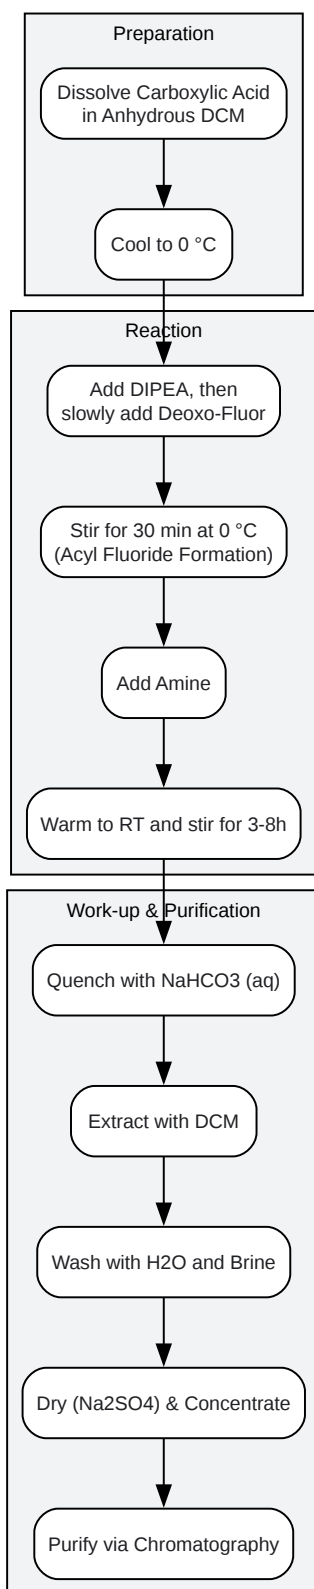 Preparation
Dissolve Carboxylic Acid
in Anhydrous DCM
Cool to 0 °C
Reaction
Add DIPEA, then
slowly add Deoxo-Fluor
Stir for 30 min at 0 °C
(Acyl Fluoride Formation)
Add Amine
Warm to RT and stir for 3-8h
Work-up & Purification
Quench with NaHCO3 (aq)
Extract with DCM
Wash with H2O and Brine
Dry (Na2SO4) & Concentrate
Purify via Chromatography